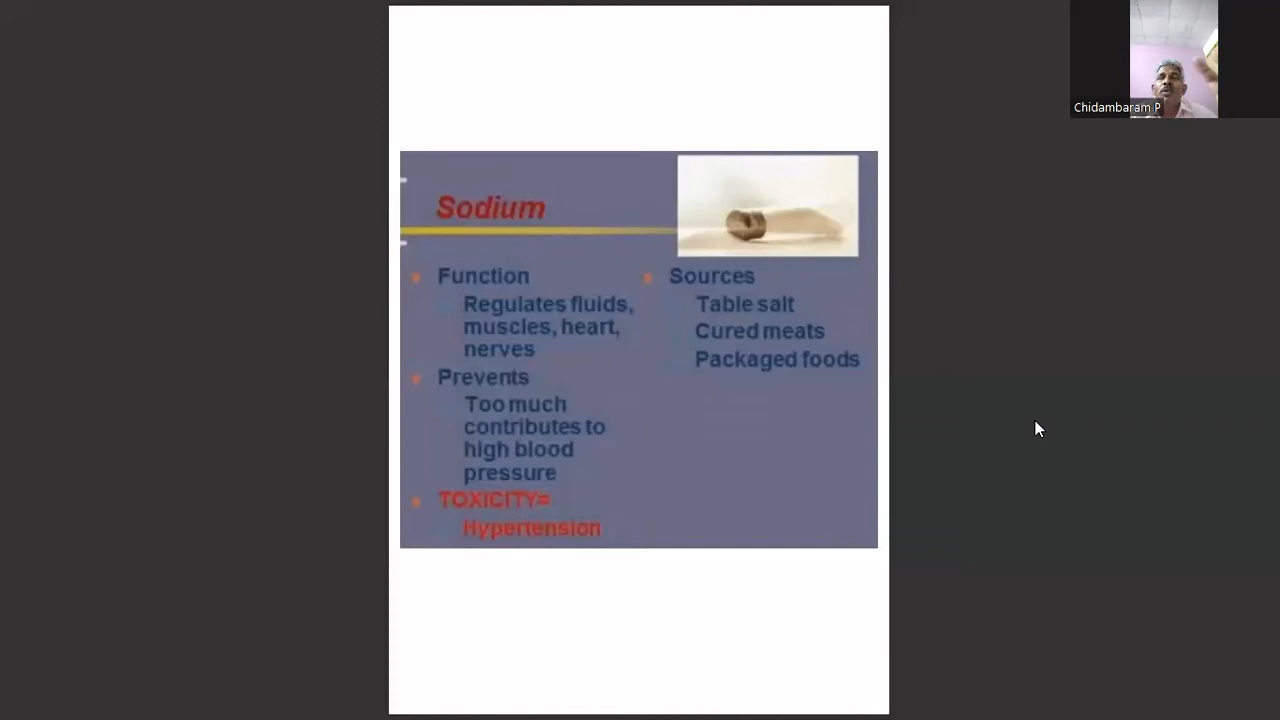 Chidambaram P
Sodium
Function
Regulates fluids,
muscles, heart,
nerves
Prevents
Too much
contributes to
high blood
pressure
TOXICITY=
Hypertension
Sources
Table salt
Cured meats
Packaged foods